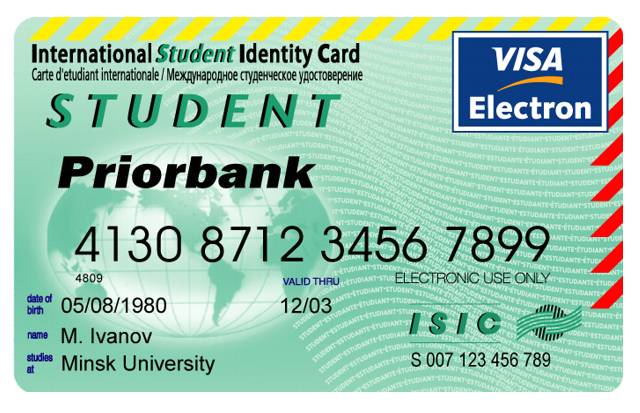 International Student Identity Card
Carte d'etudiant internationale / Международное студенческое удостоверение
STUDENT
VISA
Electron
Priorbank
4130 8712 3456 7899
4809
VALID THRU
ELECTRONIC USE ONLY
date of birth 05/08/1980 12/03
name M. Ivanov
studies at Minsk University
ISIC
S 007 123 456 789